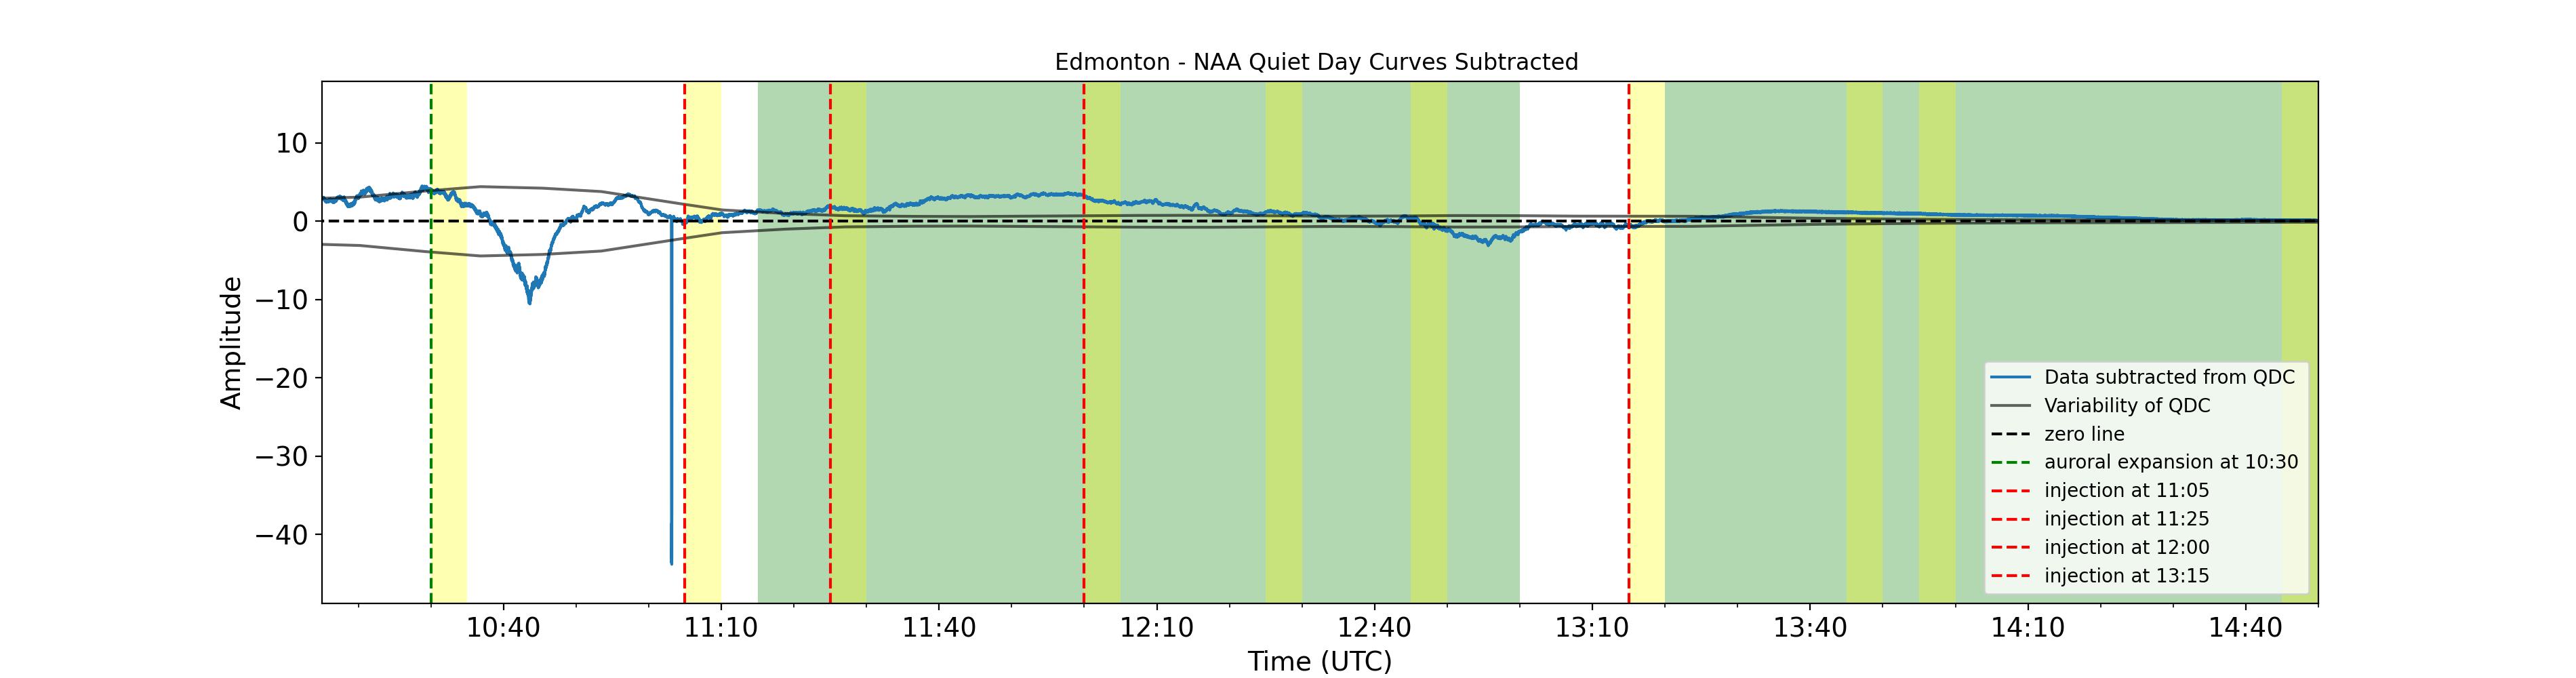 Edmonton - NAA Quiet Day Curves Subtracted
Amplitude
10
0
−10
−20
−30
−40
Data subtracted from QDC
Variability of QDC
zero line
auroral expansion at 10:30
injection at 11:05
injection at 11:25
injection at 12:00
injection at 13:15
10:40 11:10 11:40 12:10 12:40 13:10 13:40 14:10 14:40
Time (UTC)